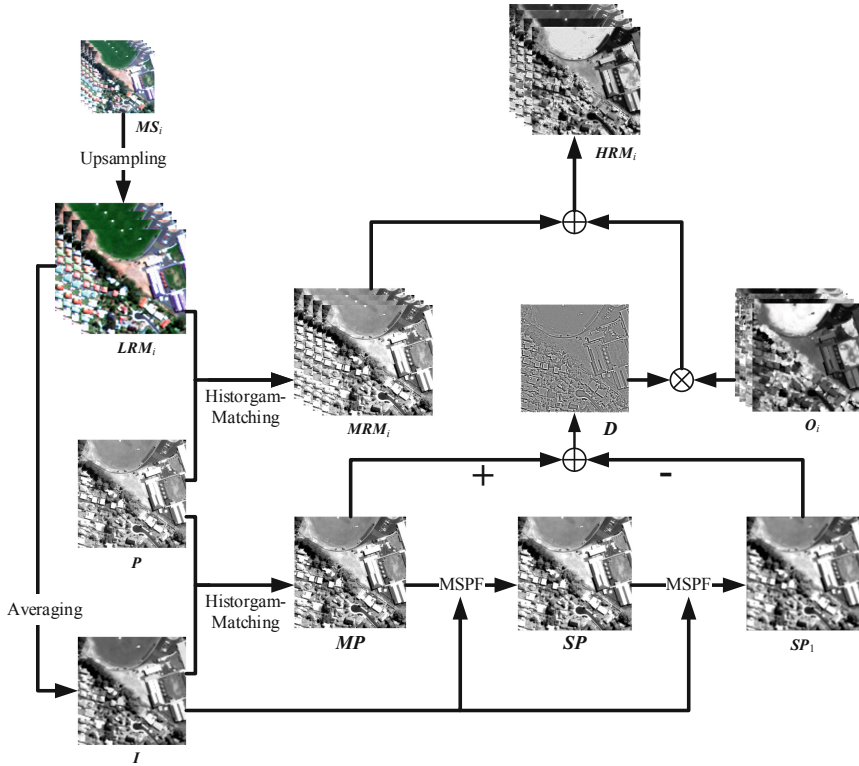 MSᵢ
Upsampling
HRMᵢ
LRMᵢ
Historgam-
Matching
MRMᵢ
D
Oᵢ
+
-
P
Averaging
Historgam-
Matching
MSPF
MSPF
MP
SP
SP₁
I